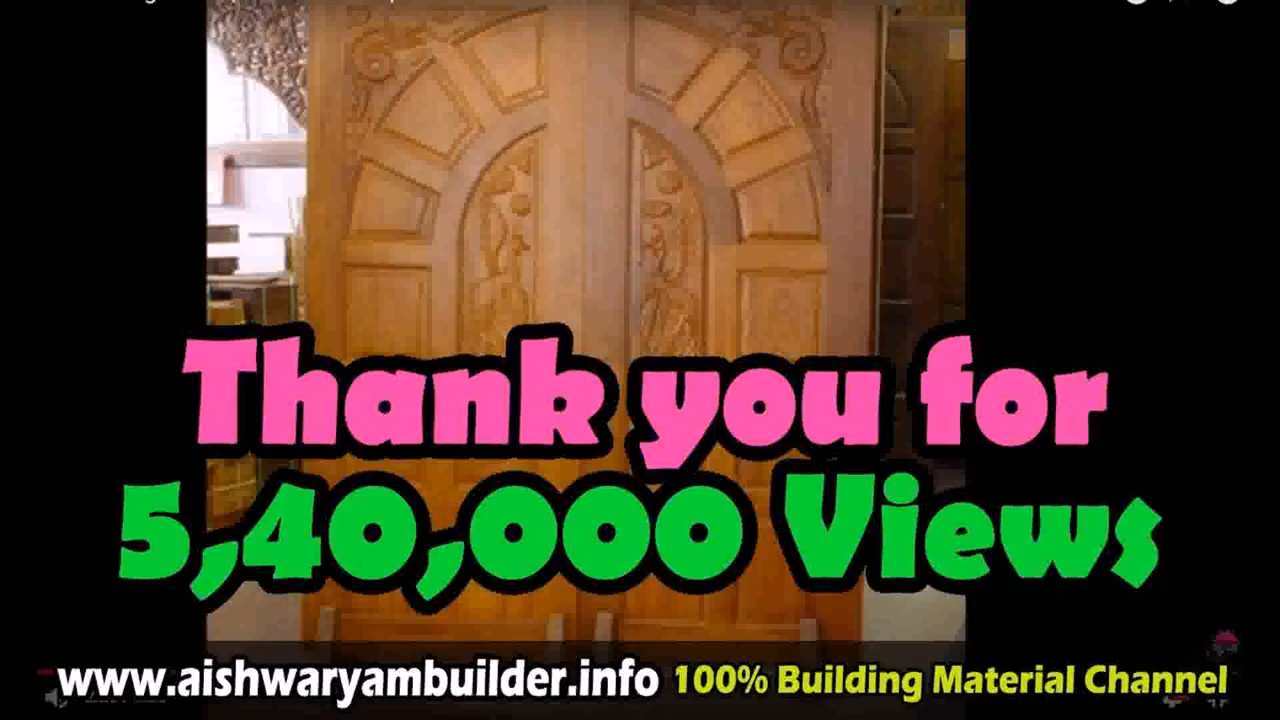 Thank you for
5,40,000 Views
www.aishwaryambuilder.info 100% Building Material Channel